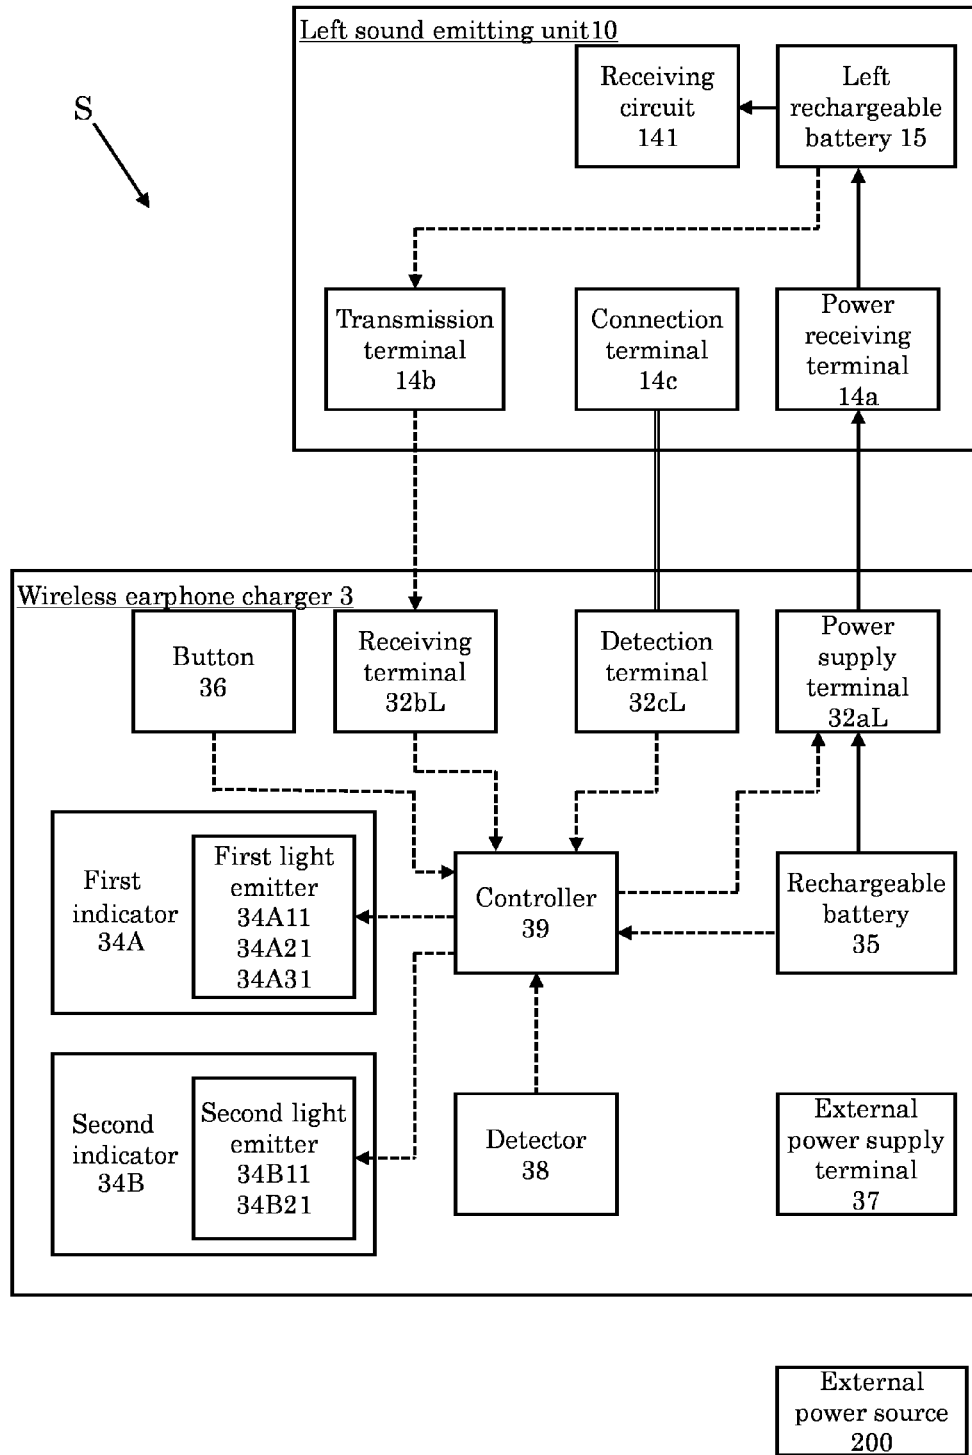 Left sound emitting unit10
Receiving
circuit
141
Left
rechargeable
battery 15
S
Transmission
terminal
14b
Connection
terminal
14c
Power
receiving
terminal
14a
Wireless earphone charger 3
Button
36
Receiving
terminal
32bL
Detection
terminal
32cL
Power
supply
terminal
32aL
First
indicator
34A
First light
emitter
34A11
34A21
34A31
Controller
39
Rechargeable
battery
35
Second
indicator
34B
Second light
emitter
34B11
34B21
Detector
38
External
power supply
terminal
37
External
power source
200